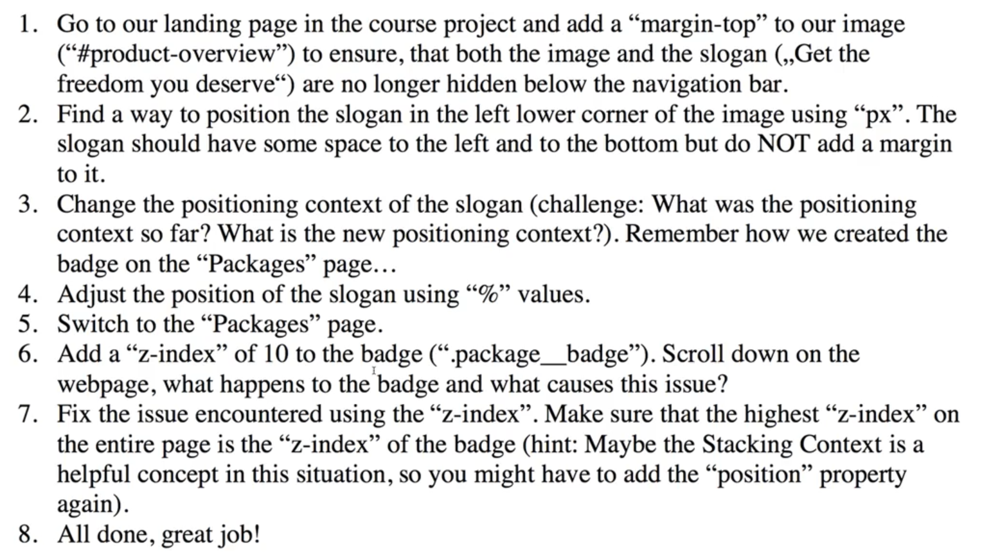 1. Go to our landing page in the course project and add a “margin-top” to our image
(“#product-overview”) to ensure, that both the image and the slogan („Get the
freedom you deserve“) are no longer hidden below the navigation bar.
2. Find a way to position the slogan in the left lower corner of the image using “px”. The
slogan should have some space to the left and to the bottom but do NOT add a margin
to it.
3. Change the positioning context of the slogan (challenge: What was the positioning
context so far? What is the new positioning context?). Remember how we created the
badge on the “Packages” page…
4. Adjust the position of the slogan using “%” values.
5. Switch to the “Packages” page.
6. Add a “z-index” of 10 to the badge (“.package__badge”). Scroll down on the
webpage, what happens to the badge and what causes this issue?
7. Fix the issue encountered using the “z-index”. Make sure that the highest “z-index” on
the entire page is the “z-index” of the badge (hint: Maybe the Stacking Context is a
helpful concept in this situation, so you might have to add the “position” property
again).
8. All done, great job!